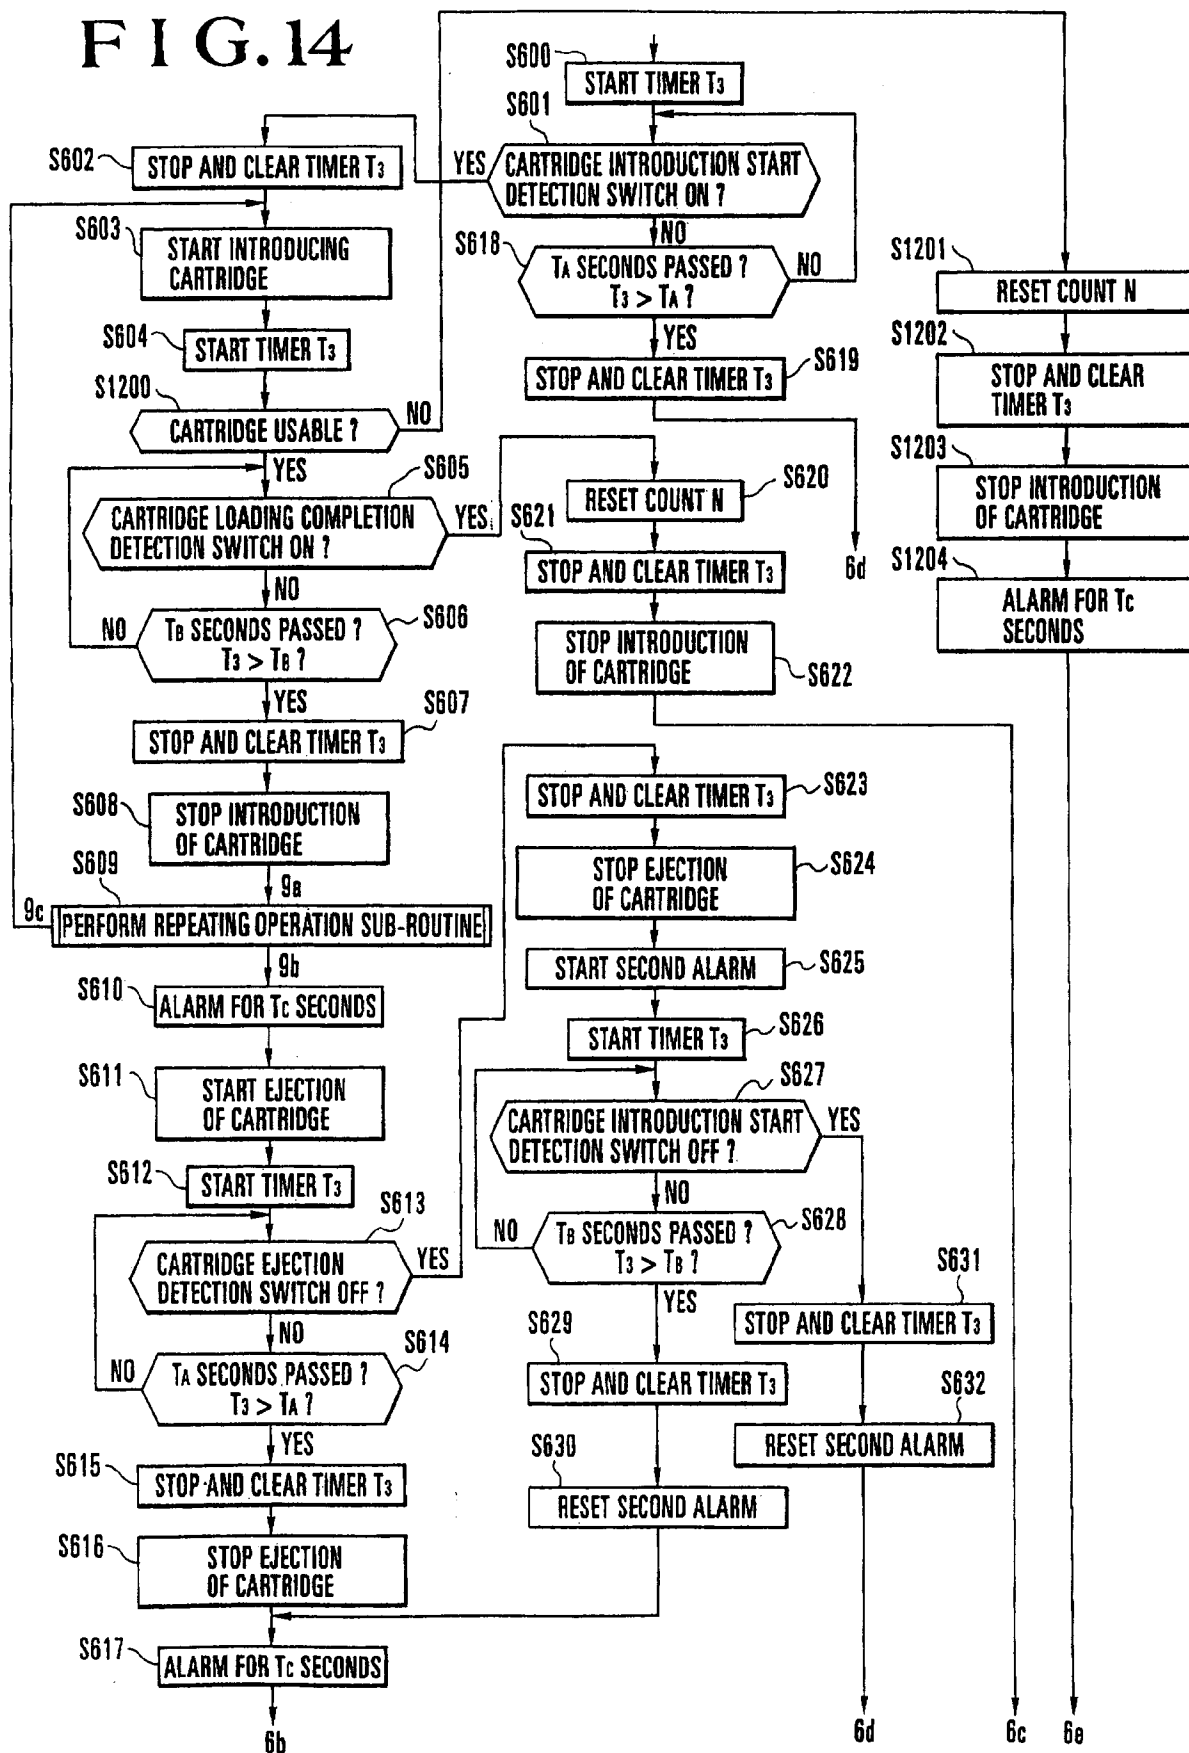 FIG. 14
S600
START TIMER T3
S601
CARTRIDGE INTRODUCTION START
DETECTION SWITCH ON ?
YES
NO
S602
STOP AND CLEAR TIMER T3
S603
START INTRODUCING
CARTRIDGE
S604
START TIMER T3
S1200
CARTRIDGE USABLE ?
NO
YES
S605
CARTRIDGE LOADING COMPLETION
DETECTION SWITCH ON ?
YES
NO
S606
TB SECONDS PASSED ?
T3 > TB ?
NO
YES
S607
STOP AND CLEAR TIMER T3
S608
STOP INTRODUCTION
OF CARTRIDGE
9a
S609
9c
PERFORM REPEATING OPERATION SUB-ROUTINE
9b
S610
ALARM FOR TC SECONDS
S611
START EJECTION
OF CARTRIDGE
S612
START TIMER T3
S613
CARTRIDGE EJECTION
DETECTION SWITCH OFF ?
YES
NO
S614
TA SECONDS PASSED ?
T3 > TA ?
NO
YES
S615
STOP AND CLEAR TIMER T3
S616
STOP EJECTION
OF CARTRIDGE
S617
ALARM FOR TC SECONDS
6b
S618
TA SECONDS PASSED ?
T3 > TA ?
NO
YES
S619
STOP AND CLEAR TIMER T3
6d
S620
RESET COUNT N
S621
STOP AND CLEAR TIMER T3
STOP INTRODUCTION
OF CARTRIDGE
S622
S623
STOP AND CLEAR TIMER T3
STOP EJECTION
OF CARTRIDGE
S624
START SECOND ALARM
S625
START TIMER T3
S626
S627
CARTRIDGE INTRODUCTION START
DETECTION SWITCH OFF ?
YES
NO
S628
TB SECONDS PASSED ?
T3 > TB ?
NO
YES
S629
STOP AND CLEAR TIMER T3
S630
RESET SECOND ALARM
S631
STOP AND CLEAR TIMER T3
S632
RESET SECOND ALARM
6d
6c
S1201
RESET COUNT N
S1202
STOP AND CLEAR
TIMER T3
S1203
STOP INTRODUCTION
OF CARTRIDGE
S1204
ALARM FOR TC
SECONDS
6e